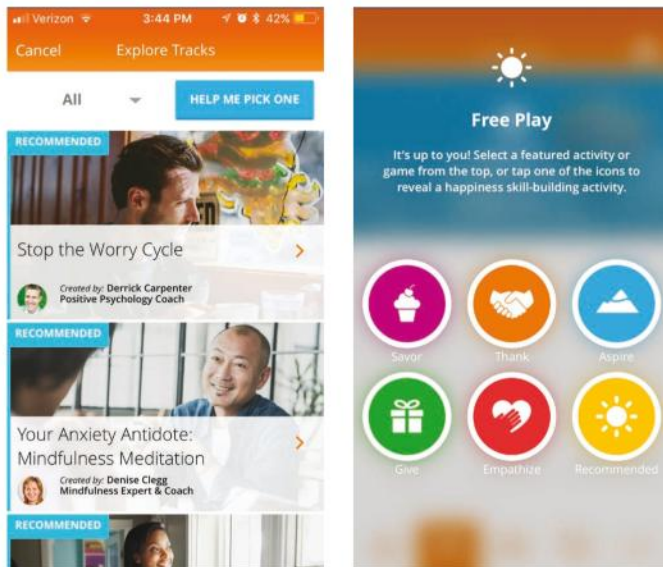 Verizon 3:44 PM 42%
Cancel Explore Tracks
All HELP ME PICK ONE
RECOMMENDED
Stop the Worry Cycle
Created by: Derrick Carpenter
Positive Psychology Coach
RECOMMENDED
Your Anxiety Antidote:
Mindfulness Meditation
Created by: Denise Clegg
Mindfulness Expert & Coach
RECOMMENDED
Free Play
It's up to you! Select a featured activity or
game from the top, or tap one of the icons to
reveal a happiness skill-building activity.
Savor Thank Aspire
Give Empathize Recommended